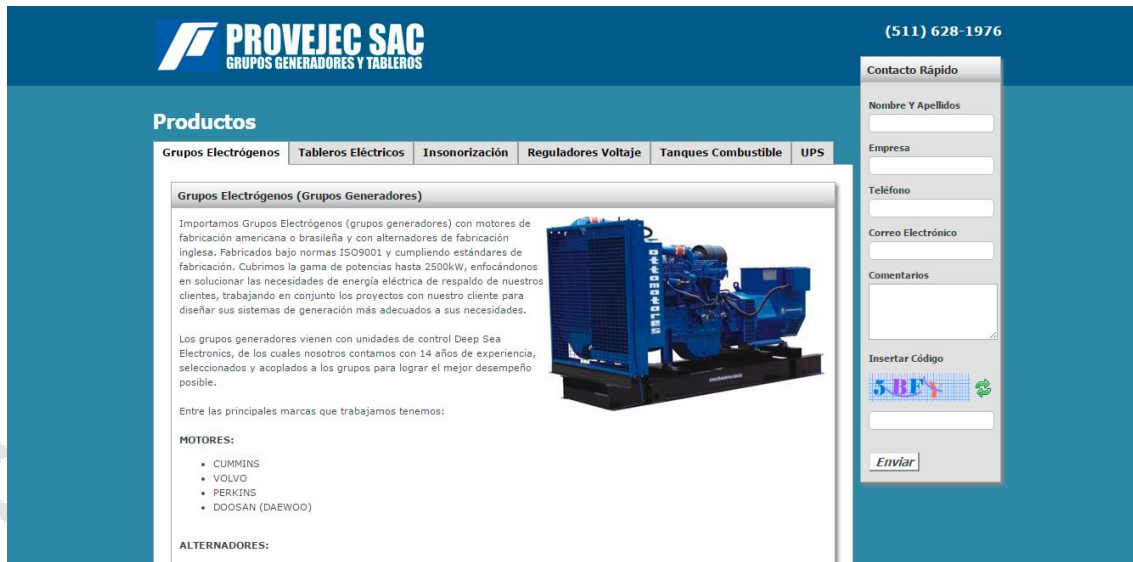 PROVEJEC SAC
GRUPOS GENERADORES Y TABLEROS
(511) 628-1976
Productos
Grupos Electrógenos
Tableros Eléctricos
Insonorización
Reguladores Voltaje
Tanques Combustible
UPS
Grupos Electrógenos (Grupos Generadores)
Importamos Grupos Electrógenos (grupos generadores) con motores de
fabricación americana o brasileña y con alternadores de fabricación
inglesa. Fabricados bajo normas ISO9001 y cumpliendo estándares de
fabricación. Cubrimos la gama de potencias hasta 2500kW, enfocándonos
en solucionar las necesidades de energía eléctrica de respaldo de nuestros
clientes, trabajando en conjunto los proyectos con nuestro cliente para
diseñar sus sistemas de generación más adecuados a sus necesidades.
Los grupos generadores vienen con unidades de control Deep Sea
Electronics, de los cuales nosotros contamos con 14 años de experiencia,
seleccionados y acoplados a los grupos para lograr el mejor desempeño
posible.
Entre las principales marcas que trabajamos tenemos:
MOTORES:
CUMMINS
VOLVO
PERKINS
DOOSAN (DAEWOO)
ALTERNADORES:
ottomotores
Contacto Rápido
Nombre Y Apellidos
Empresa
Teléfono
Correo Electrónico
Comentarios
Insertar Código
5BFY
Enviar